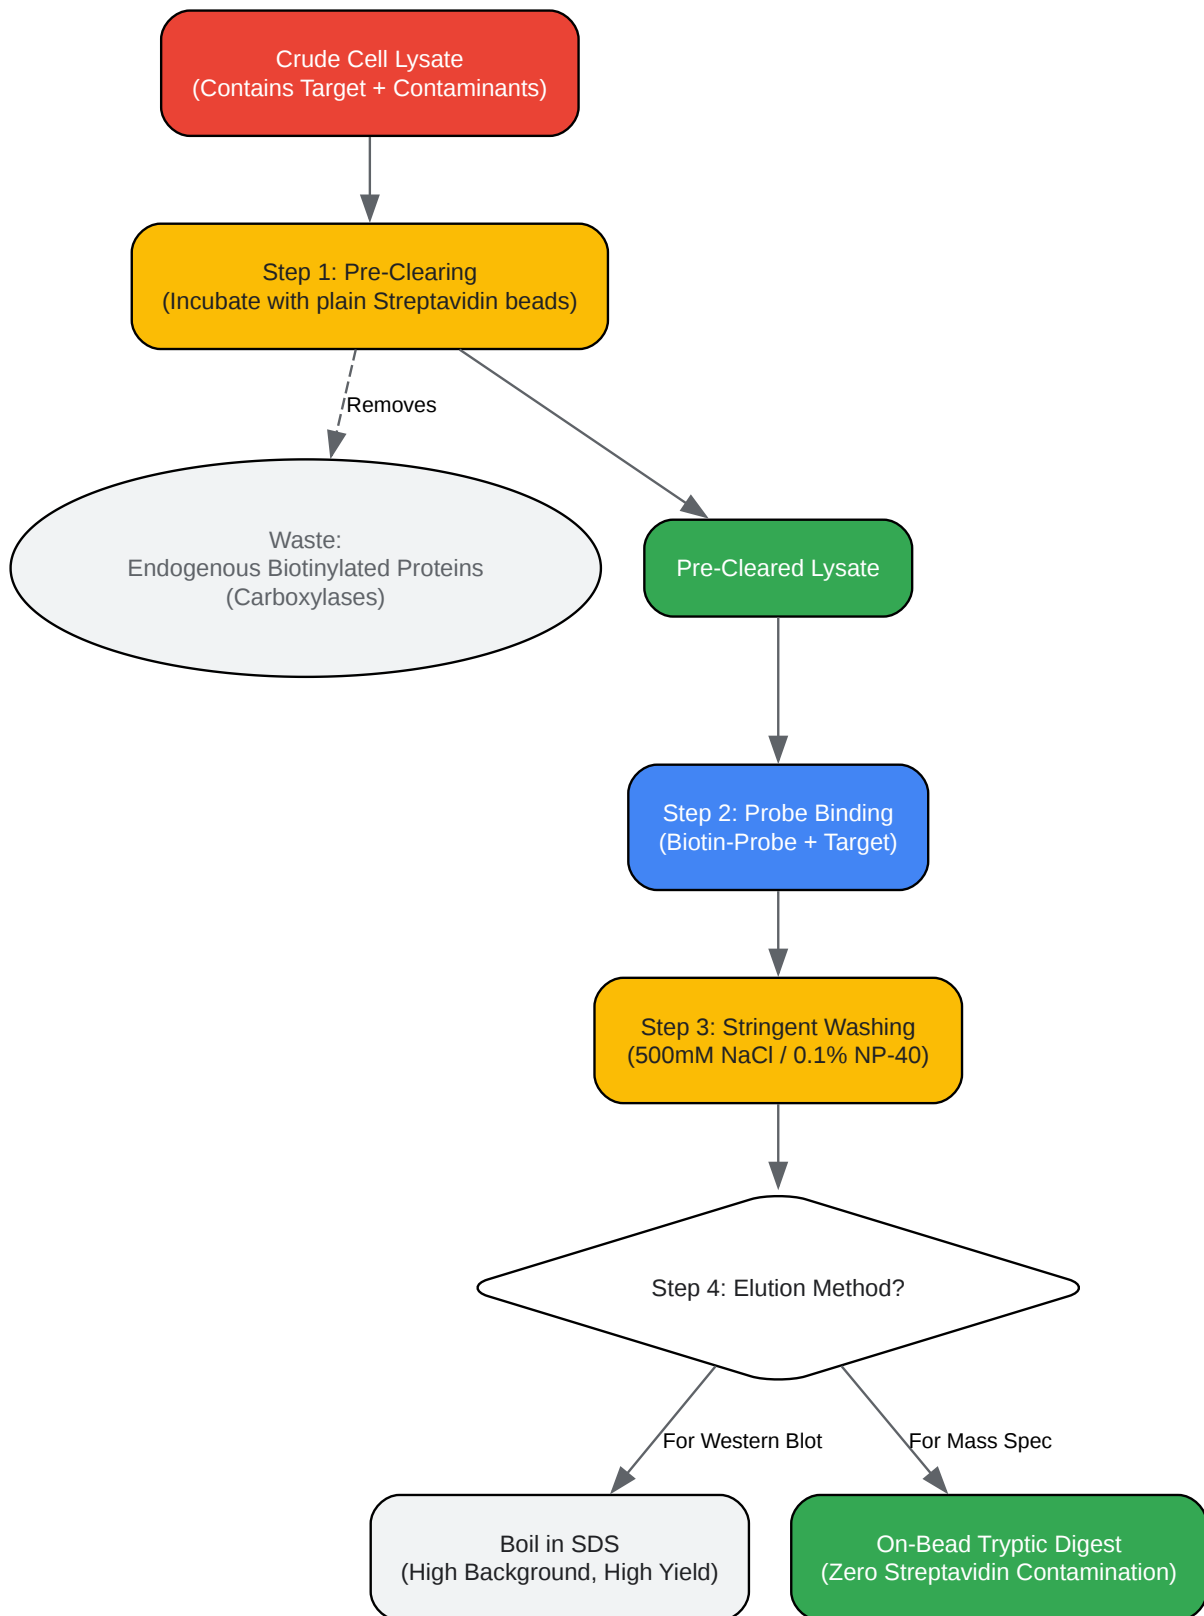 Crude Cell Lysate
(Contains Target + Contaminants)
Step 1: Pre-Clearing
(Incubate with plain Streptavidin beads)
Removes
Waste:
Endogenous Biotinylated Proteins
(Carboxylases)
Pre-Cleared Lysate
Step 2: Probe Binding
(Biotin-Probe + Target)
Step 3: Stringent Washing
(500mM NaCl / 0.1% NP-40)
Step 4: Elution Method?
For Western Blot
For Mass Spec
Boil in SDS
(High Background, High Yield)
On-Bead Tryptic Digest
(Zero Streptavidin Contamination)